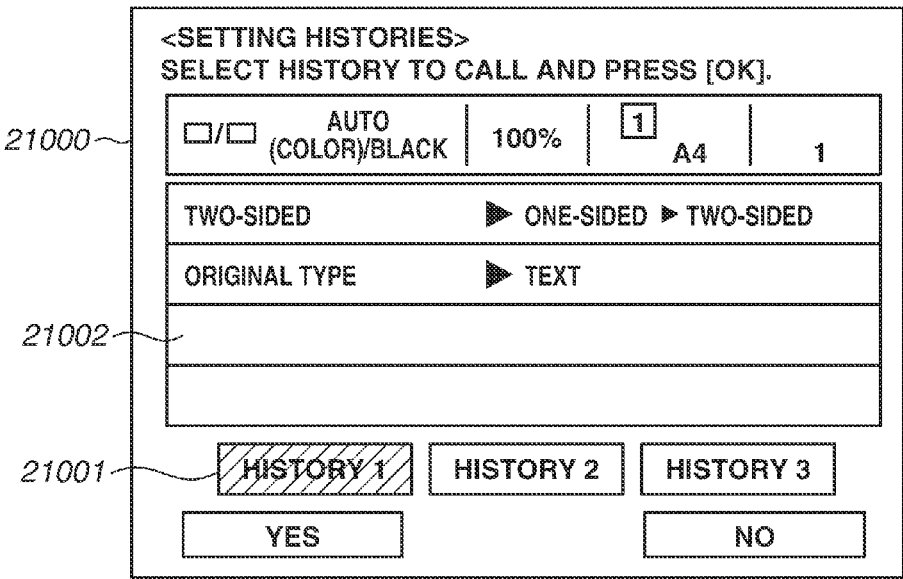 <SETTING HISTORIES>
SELECT HISTORY TO CALL AND PRESS [OK].
21000
/ AUTO (COLOR)/BLACK 100% 1 A4 1
TWO-SIDED ▶ ONE-SIDED ▶ TWO-SIDED
ORIGINAL TYPE ▶ TEXT
21002
21001
HISTORY 1 HISTORY 2 HISTORY 3
YES NO